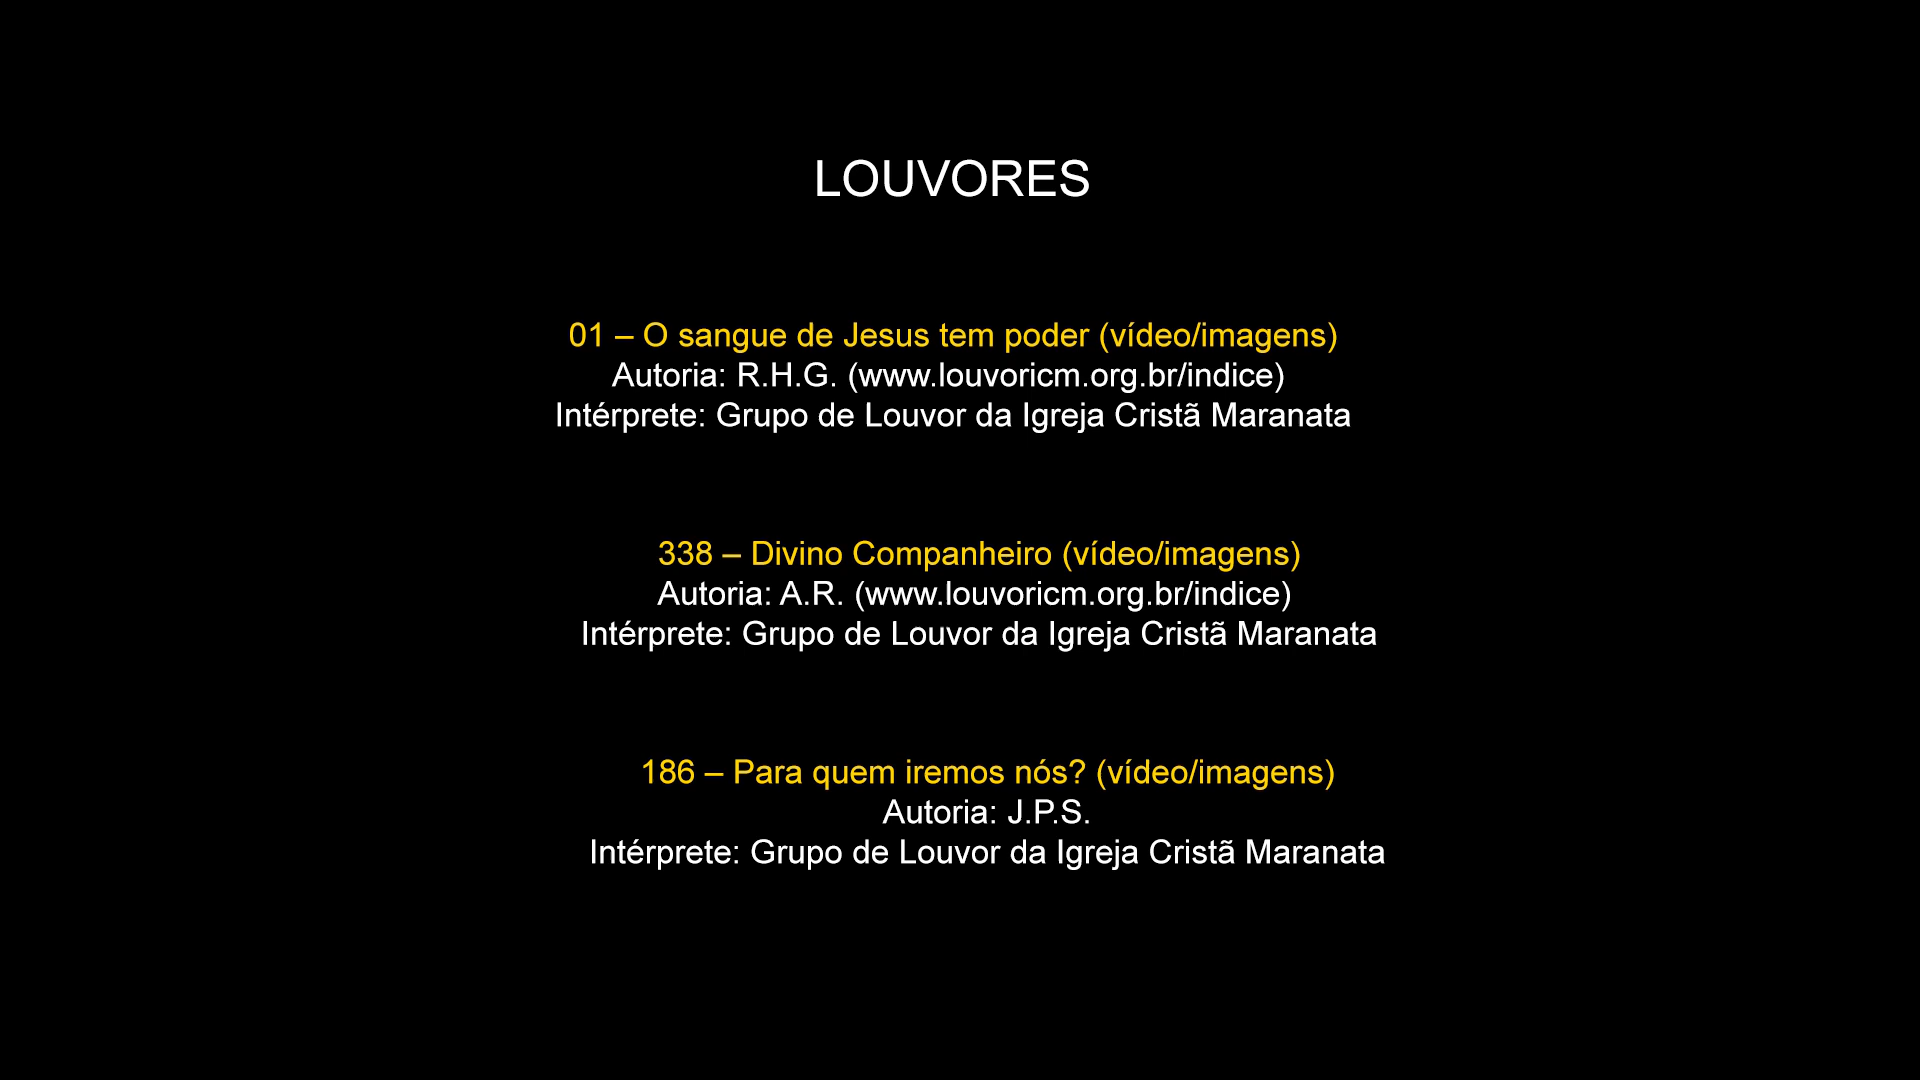 LOUVORES
01 – O sangue de Jesus tem poder (vídeo/imagens)
Autoria: R.H.G. (www.louvoricm.org.br/indice)
Intérprete: Grupo de Louvor da Igreja Cristã Maranata
338 – Divino Companheiro (vídeo/imagens)
Autoria: A.R. (www.louvoricm.org.br/indice)
Intérprete: Grupo de Louvor da Igreja Cristã Maranata
186 – Para quem iremos nós? (vídeo/imagens)
Autoria: J.P.S.
Intérprete: Grupo de Louvor da Igreja Cristã Maranata